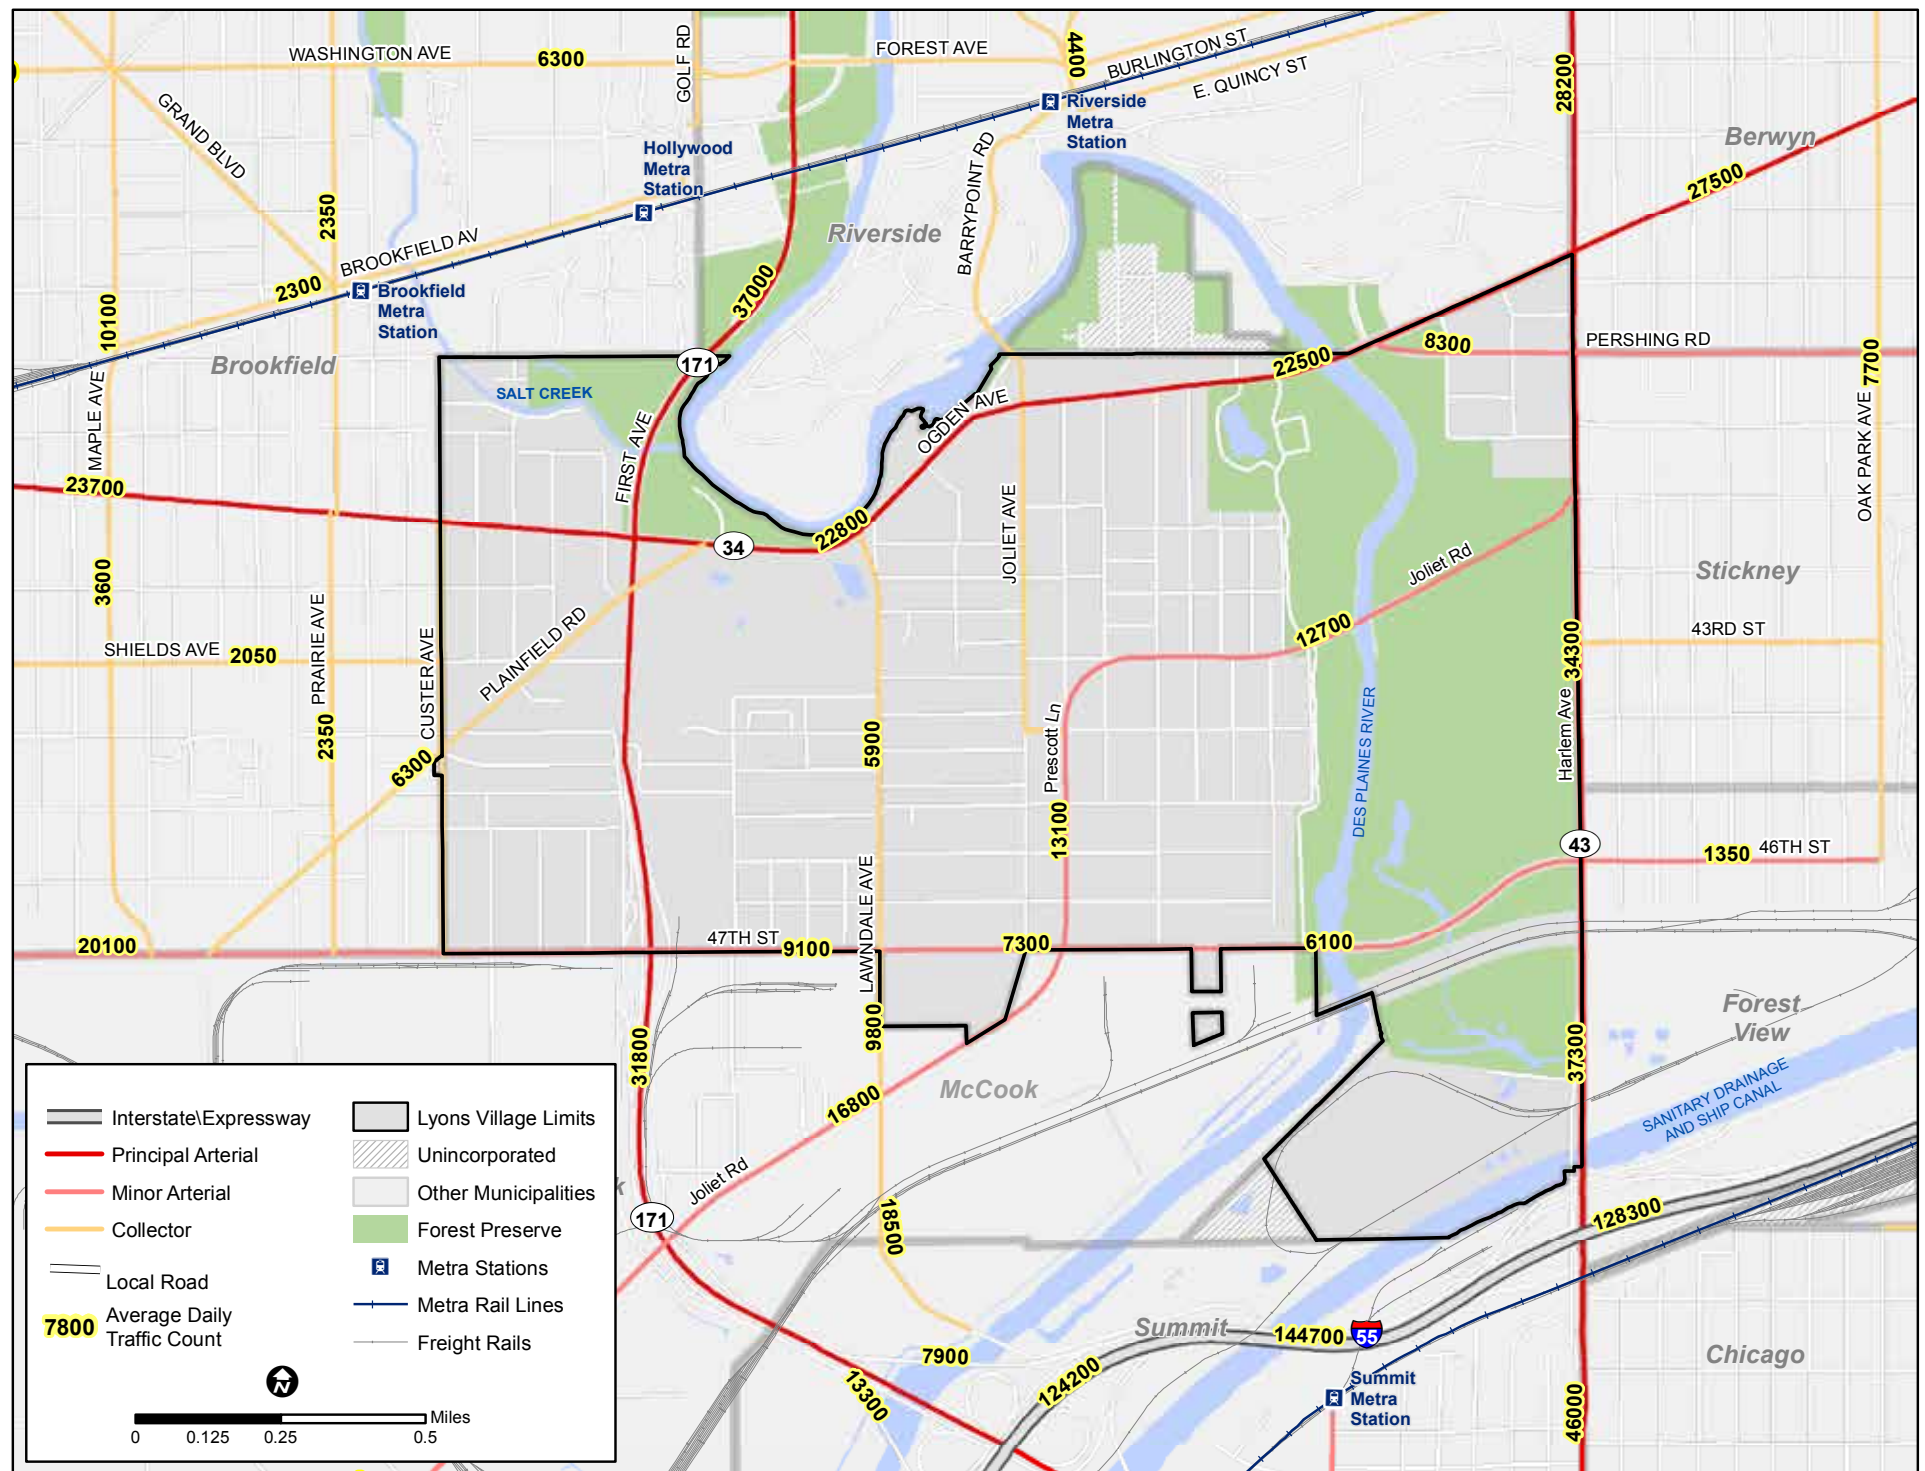 WASHINGTON AVE
6300
GOLF RD
FOREST AVE
4400
BURLINGTON ST
E. QUINCY ST
28200
Riverside
Metra
Station
Berwyn
GRAND BLVD
Hollywood
Metra
Station
BARRYPOINT RD
27500
2350
Riverside
BROOKFIELD AV
2300
Brookfield
Metra
Station
37000
10100
Brookfield
171
22500
8300
PERSHING RD
7700
SALT CREEK
MAPLE AVE
FIRST AVE
OGDEN AVE
OAK PARK AVE
23700
34
22800
JOLIET AVE
Joliet Rd
Stickney
3600
PRAIRIE AVE
SHIELDS AVE
2050
CUSTER AVE
PLAINFIELD RD
12700
34300
43RD ST
2350
6300
5900
Prescott Ln
DES PLAINES RIVER
Harlem Ave
13100
43
1350
46TH ST
20100
47TH ST
9100
LAWNDALE AVE
7300
6100
9800
31800
Forest
View
37300
McCook
16800
SANITARY DRAINAGE
AND SHIP CANAL
Joliet Rd
k
171
18500
128300
Summit
144700
55
7900
124200
13300
Summit
Metra
Station
Chicago
46000
Interstate\Expressway
Principal Arterial
Minor Arterial
Collector
Local Road
7800
Average Daily
Traffic Count
Lyons Village Limits
Unincorporated
Other Municipalities
Forest Preserve
Metra Stations
Metra Rail Lines
Freight Rails
N
Miles
0 0.125 0.25 0.5